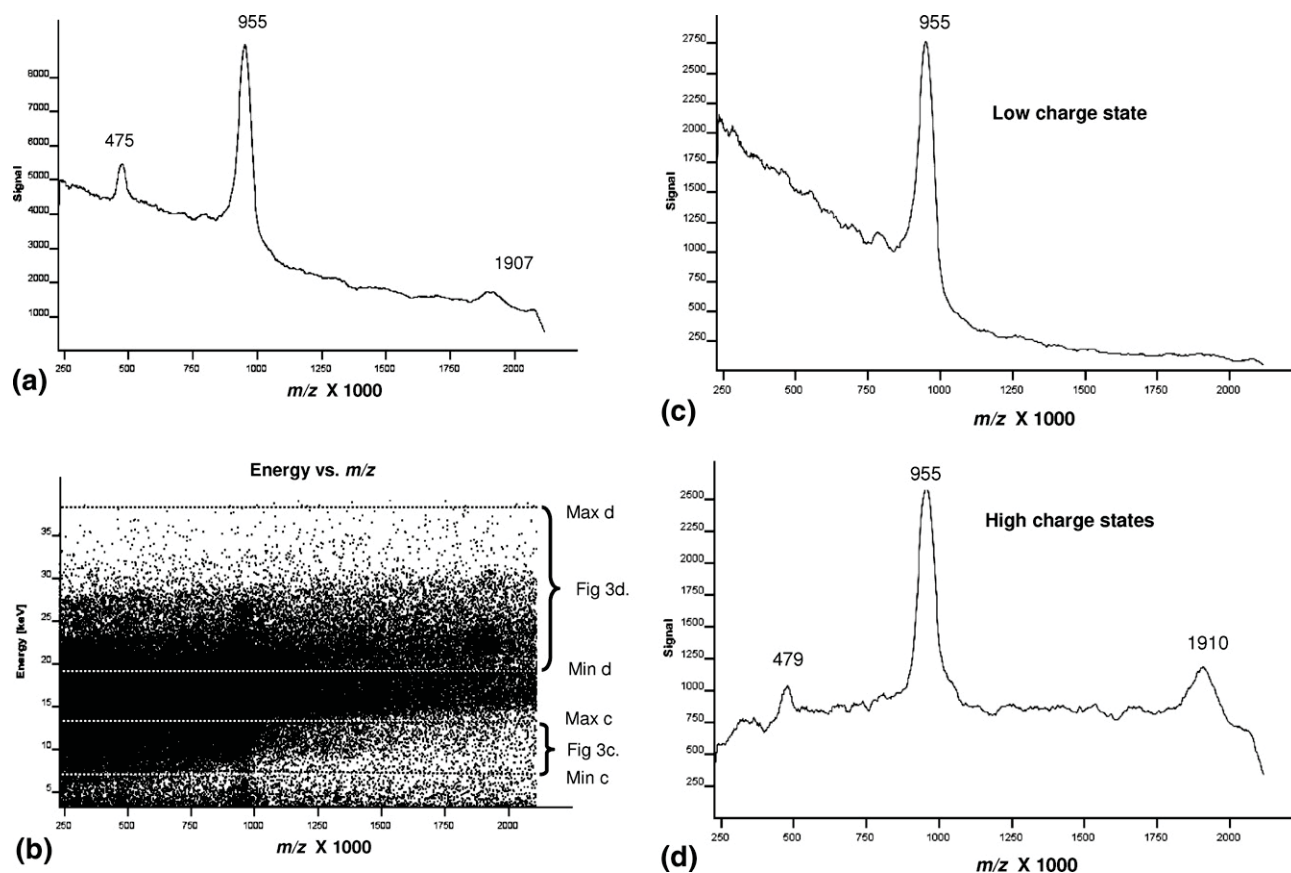 955
8000
7000
6000
5000
4000
3000
2000
1000
475
1907
Signal
250 500 750 1000 1250 1500 1750 2000
(a)
m/z X 1000
Energy vs. m/z
35
30
25
20
15
10
5
Energy [keV]
Max d
Fig 3d.
Min d
Max c
Fig 3c.
Min c
250 500 750 1000 1250 1500 1750 2000
(b)
m/z X 1000
955
2750
2500
2250
2000
1750
1500
1250
1000
750
500
250
Signal
Low charge state
250 500 750 1000 1250 1500 1750 2000
(c)
m/z X 1000
955
2500
2250
2000
1750
1500
1250
1000
750
500
250
Signal
High charge states
479
1910
250 500 750 1000 1250 1500 1750 2000
(d)
m/z X 1000